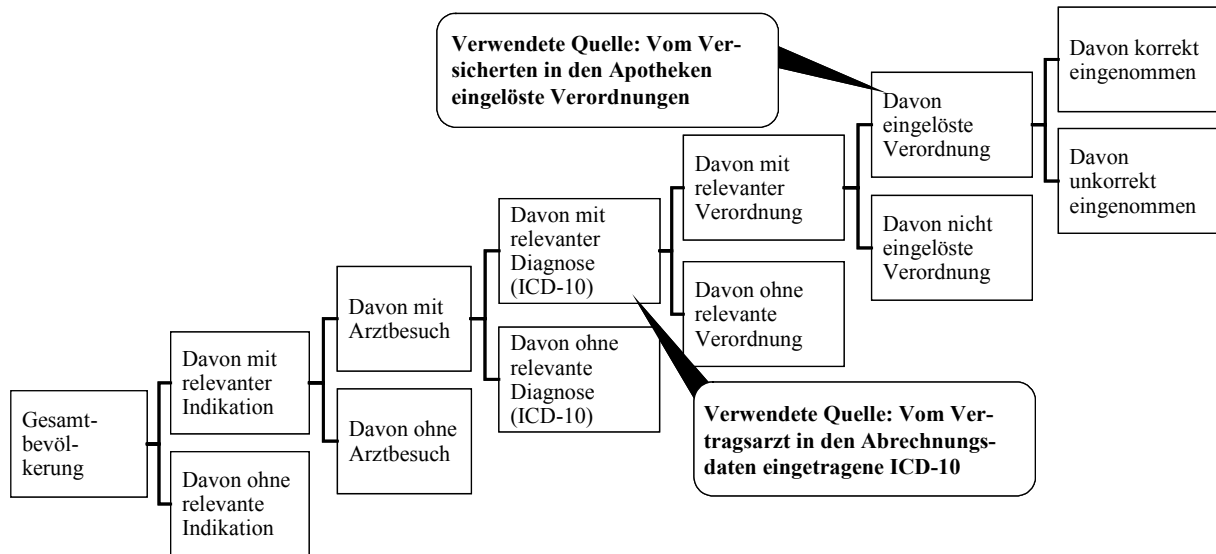 Gesamt-
bevöl-
kerung
Davon mit
relevanter
Indikation
Davon ohne
relevante
Indikation
Davon mit
Arztbesuch
Davon ohne
Arztbesuch
Davon mit
relevanter
Diagnose
(ICD-10)
Davon ohne
relevante
Diagnose
(ICD-10)
Davon mit
relevanter
Verordnung
Davon ohne
relevante
Verordnung
Davon
eingelöste
Verordnung
Davon nicht
eingelöste
Verordnung
Davon korrekt
eingenommen
Davon
unkorrekt
eingenommen
Verwendete Quelle: Vom Ver-
sicherten in den Apotheken
eingelöste Verordnungen
Verwendete Quelle: Vom Ver-
tragsarzt in den Abrechnungs-
daten eingetragene ICD-10